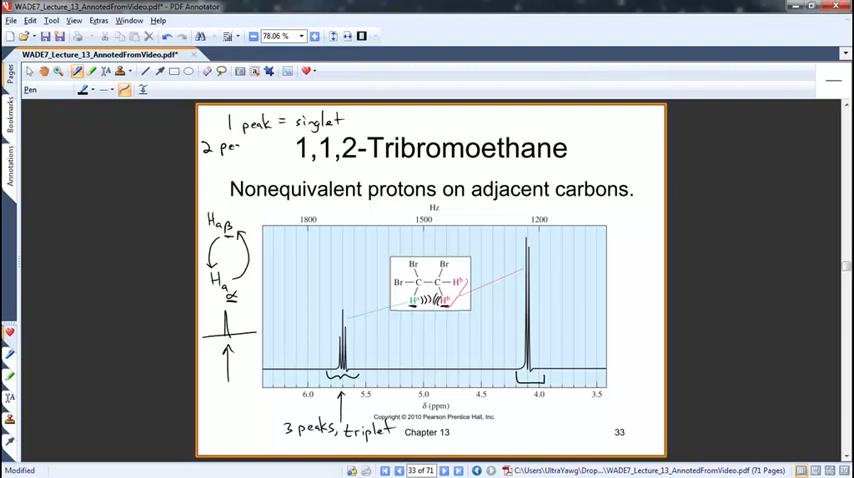 WADE7_Lecture_13_AnnotatedFromVideo.pdf* - PDF Annotator
File Edit Tool View Extras Window Help
78.06 %
WADE7_Lecture_13_AnnotatedFromVideo.pdf*
Pen
Pages
Bookmarks
Annotations
1 peak = singlet
2 pe
1,1,2-Tribromoethane
Nonequivalent protons on adjacent carbons.
Hz
1800 1500 1200
Haβ
Haα
Br Br
Br C C Hb
Ha Hb
6.0 5.5 5.0 4.5 4.0 3.5
δ (ppm)
Copyright © 2010 Pearson Prentice Hall, Inc.
3 peaks, triplet
Chapter 13
33
Modified
33 of 71
C:\Users\UltraYawg\Drop...\WADE7_Lecture_13_AnnotatedFromVideo.pdf (71 Pages)